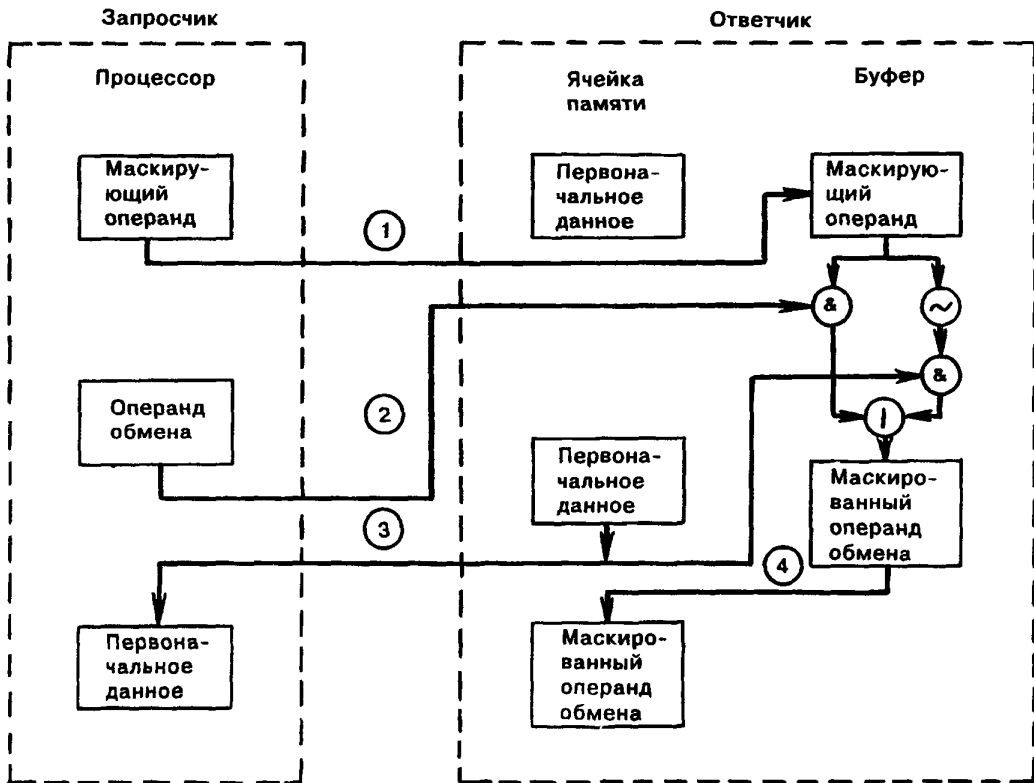 Запросчик
Ответчик
Процессор
Ячейка
памяти
Буфер
Маскиру-
ющий
операнд
Первона-
чальное
данное
Маскирую-
щий
операнд
1
&
~
Операнд
обмена
2
&
|
Первона-
чальное
данное
Маскиро-
ванный
операнд
обмена
3
4
Первона-
чальное
данное
Маскиро-
ванный
операнд
обмена